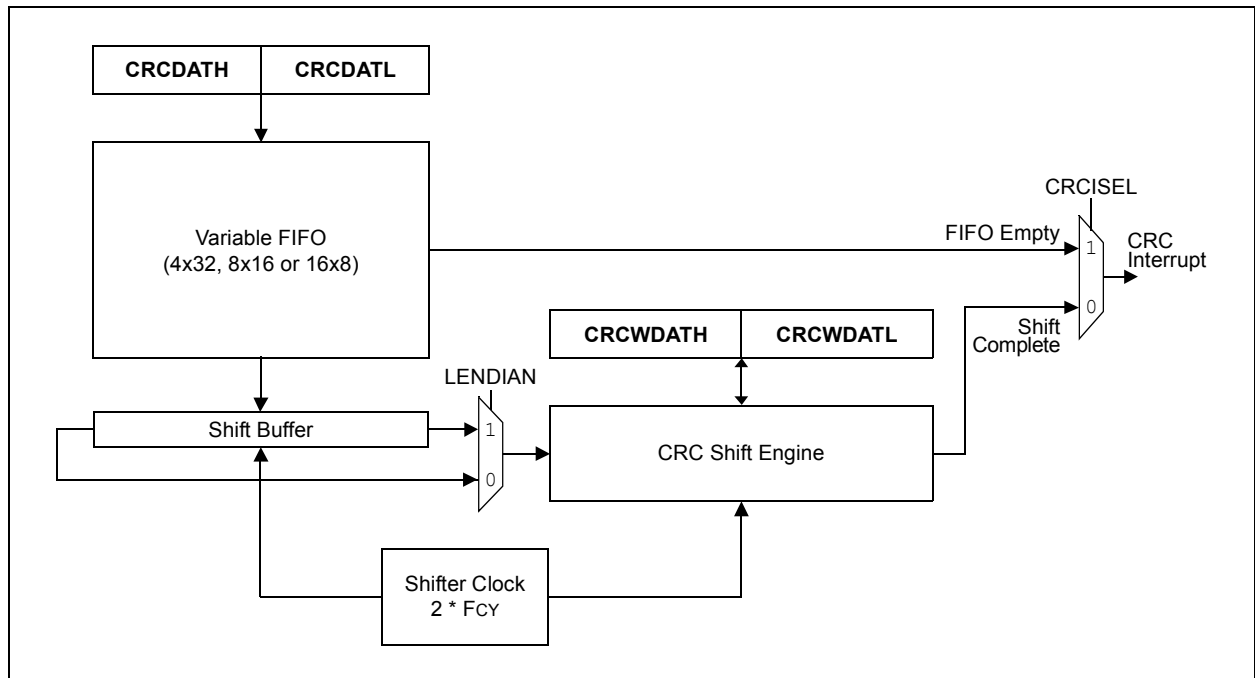 CRCDATH CRCDATL
Variable FIFO
(4x32, 8x16 or 16x8)
CRCISEL
FIFO Empty
1
CRC
Interrupt
0
Shift
Complete
CRCWDATH CRCWDATL
LENDIAN
Shift Buffer
1
CRC Shift Engine
0
Shifter Clock
2 * FCY